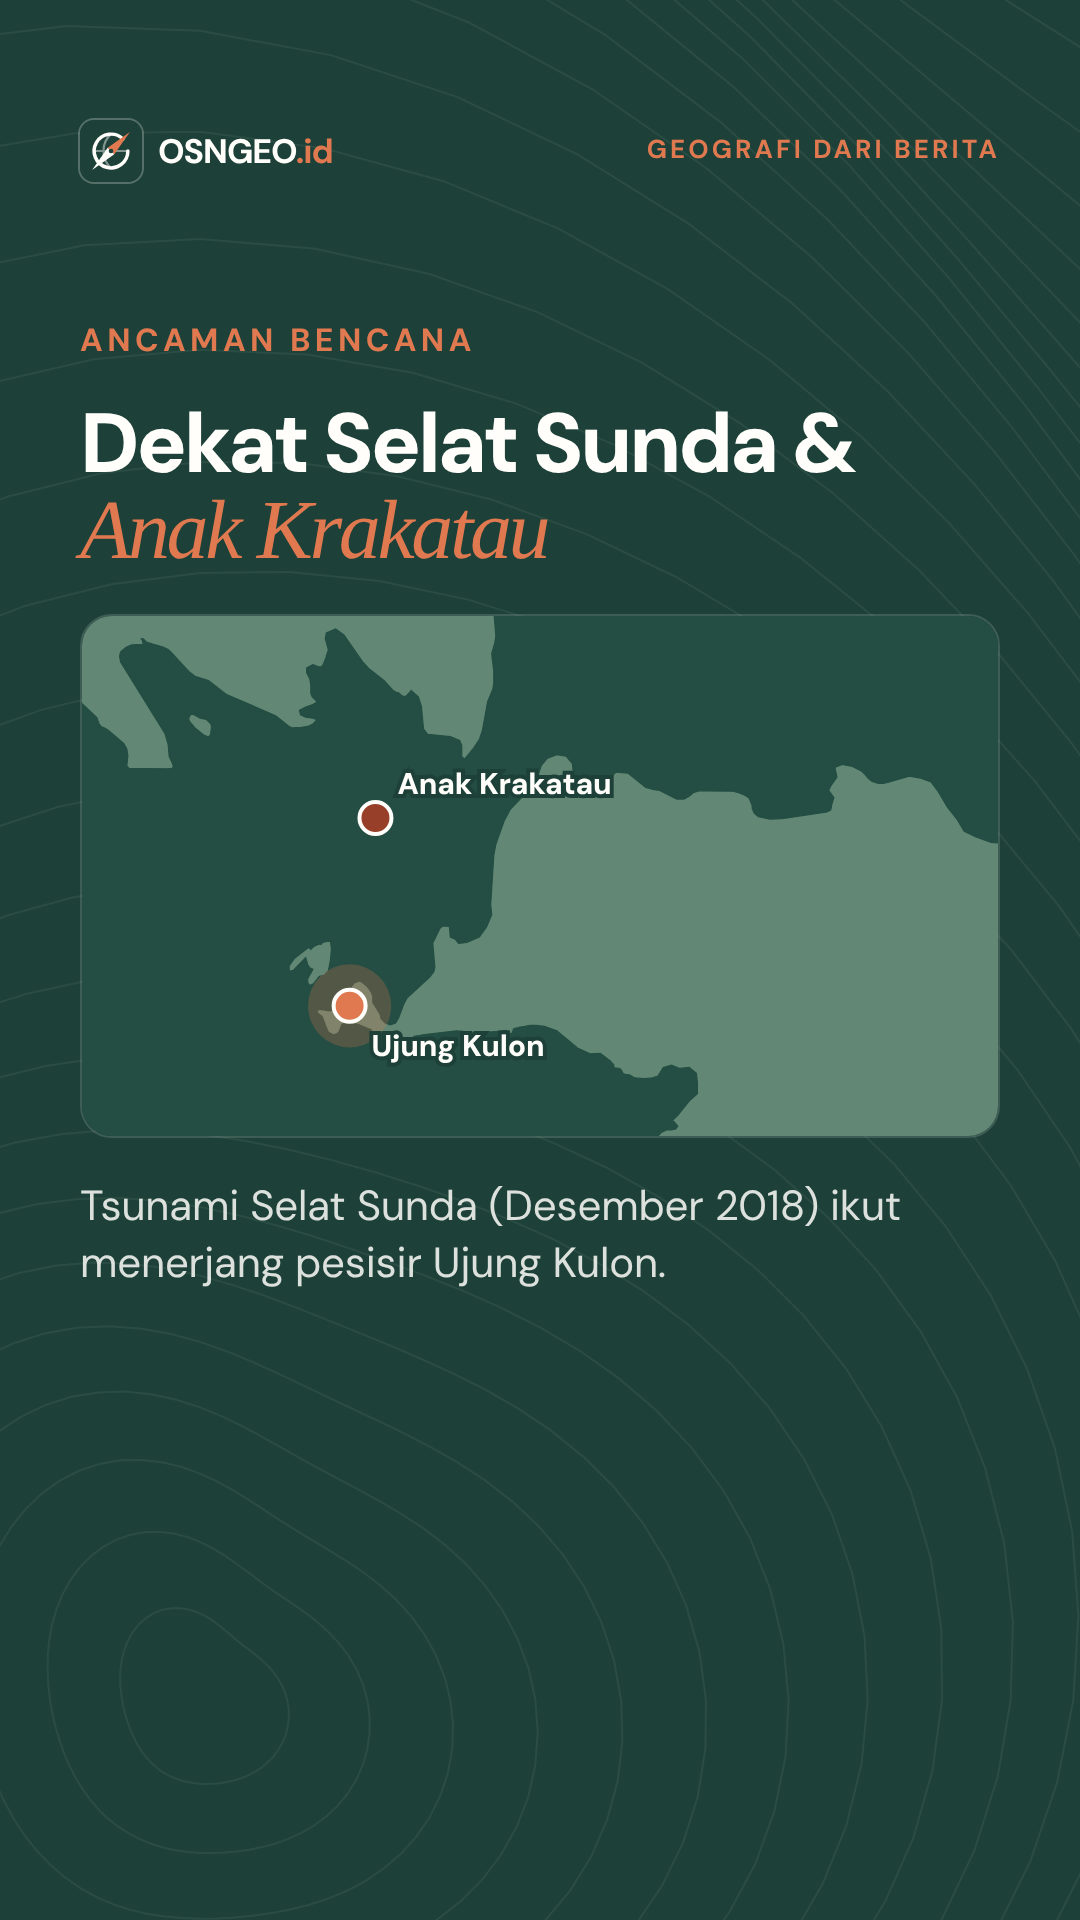 OSNGEO.id
GEOGRAFI DARI BERITA
ANCAMAN BENCANA
Dekat Selat Sunda &
Anak Krakatau
Anak Krakatau
Ujung Kulon
Tsunami Selat Sunda (Desember 2018) ikut
menerjang pesisir Ujung Kulon.